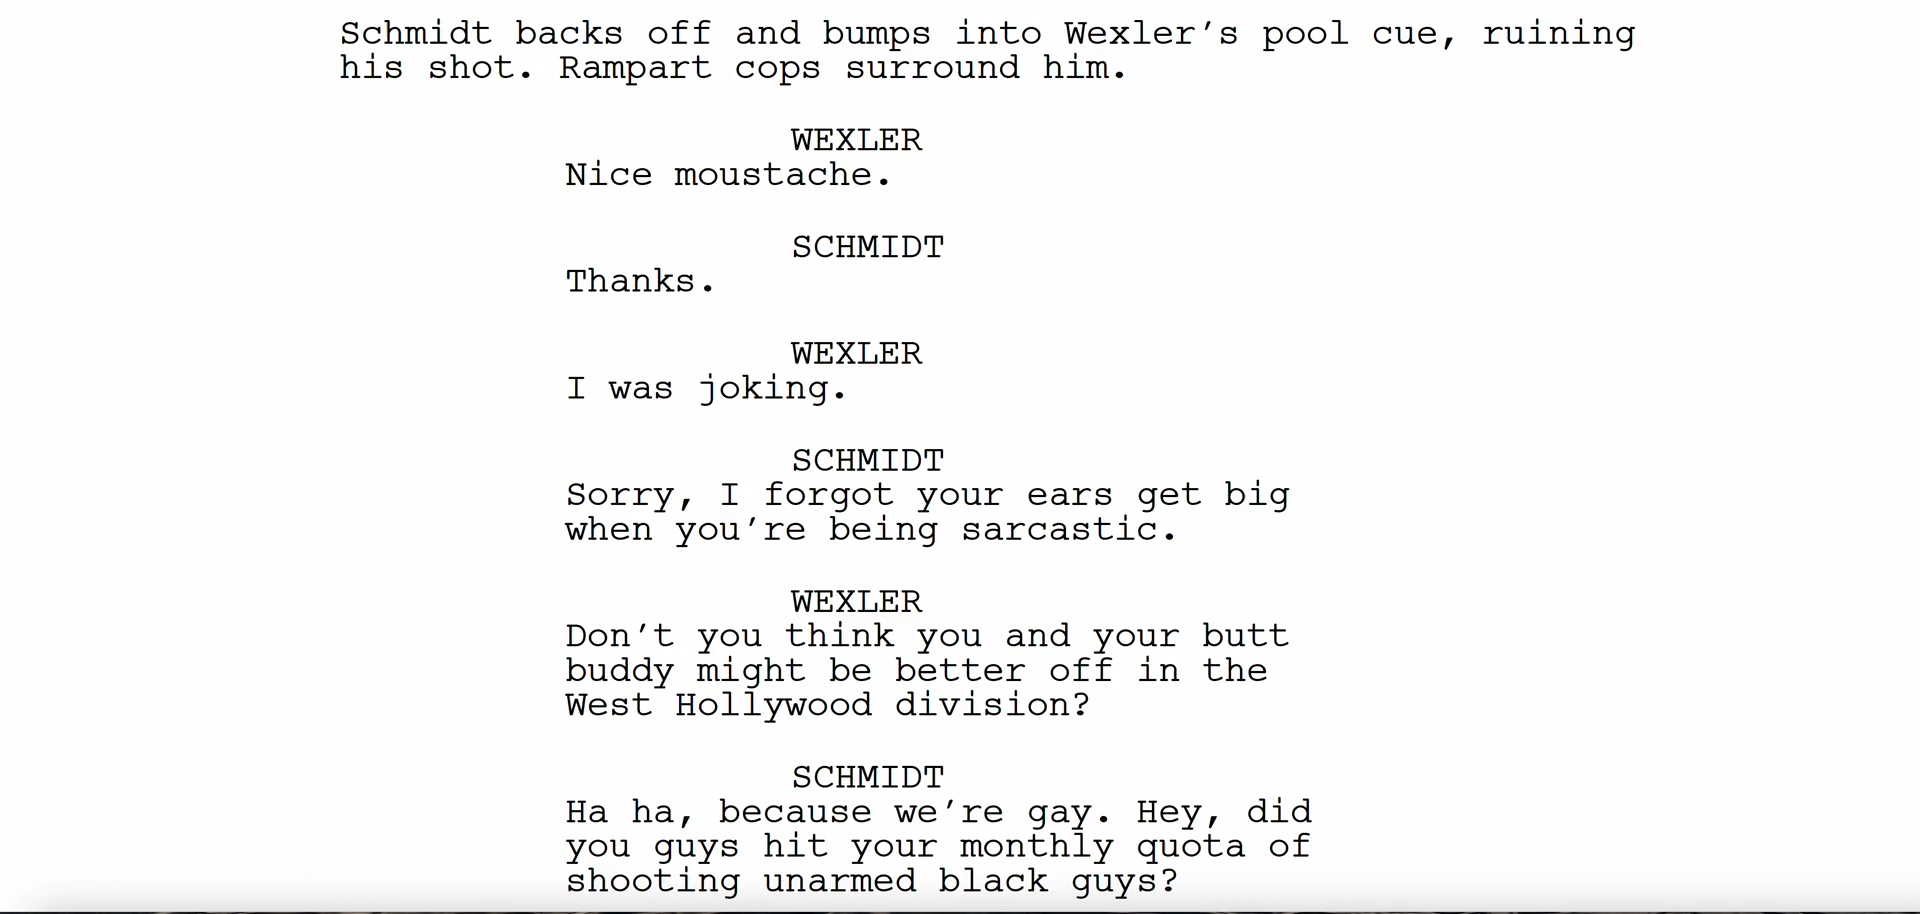 Schmidt backs off and bumps into Wexler’s pool cue, ruining
his shot. Rampart cops surround him.
WEXLER
Nice moustache.
SCHMIDT
Thanks.
WEXLER
I was joking.
SCHMIDT
Sorry, I forgot your ears get big
when you’re being sarcastic.
WEXLER
Don’t you think you and your butt
buddy might be better off in the
West Hollywood division?
SCHMIDT
Ha ha, because we’re gay. Hey, did
you guys hit your monthly quota of
shooting unarmed black guys?